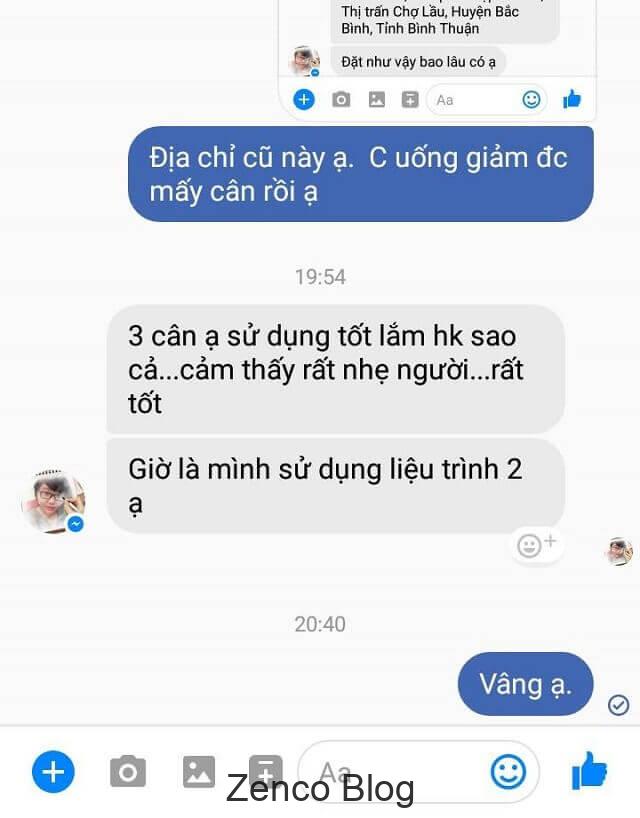 Thị trấn Chợ Lầu, Huyện Bắc
Bình, Tỉnh Bình Thuận
Đặt như vậy bao lâu có ạ
Aa
Địa chỉ cũ này ạ.  C uống giảm đc
mấy cân rồi ạ
19:54
3 cân ạ sử dụng tốt lắm hk sao
cả...cảm thấy rất nhẹ người...rất
tốt
Giờ là mình sử dụng liệu trình 2
ạ
20:40
Vâng ạ.
Aa
Zenco Blog